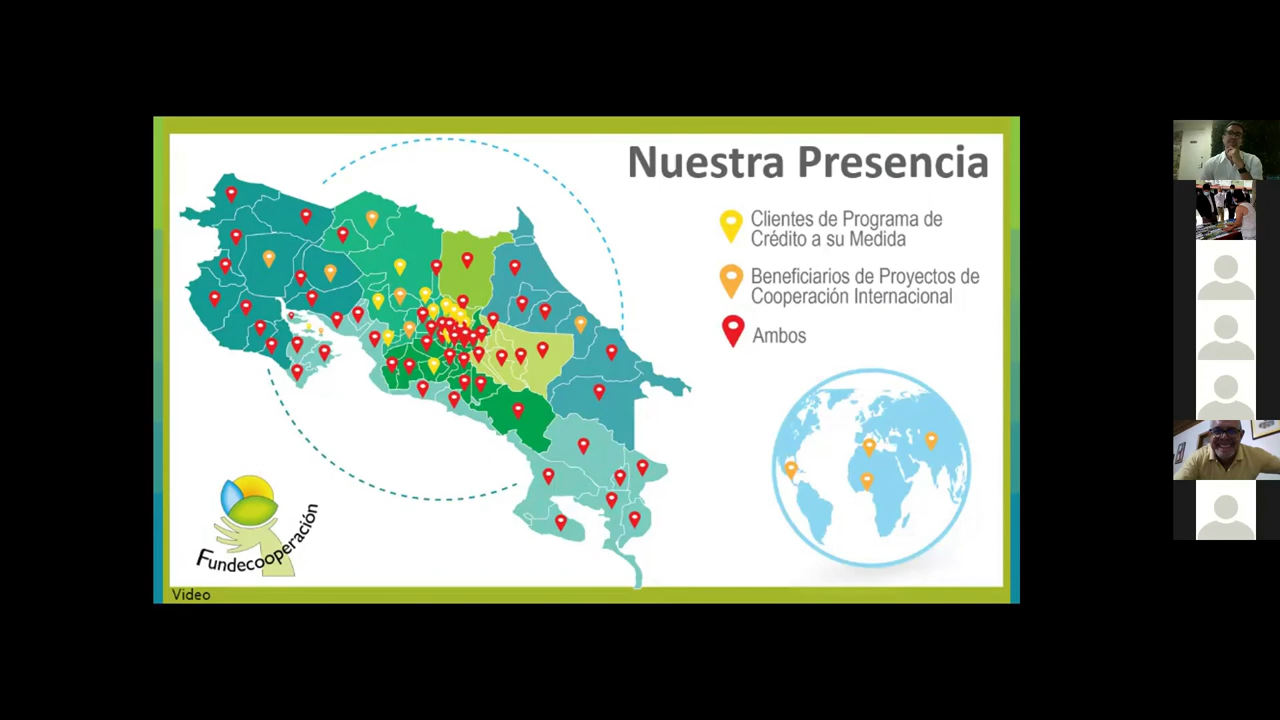 Nuestra Presencia
Clientes de Programa de
Crédito a su Medida
Beneficiarios de Proyectos de
Cooperación Internacional
Ambos
Fundecooperación
Video